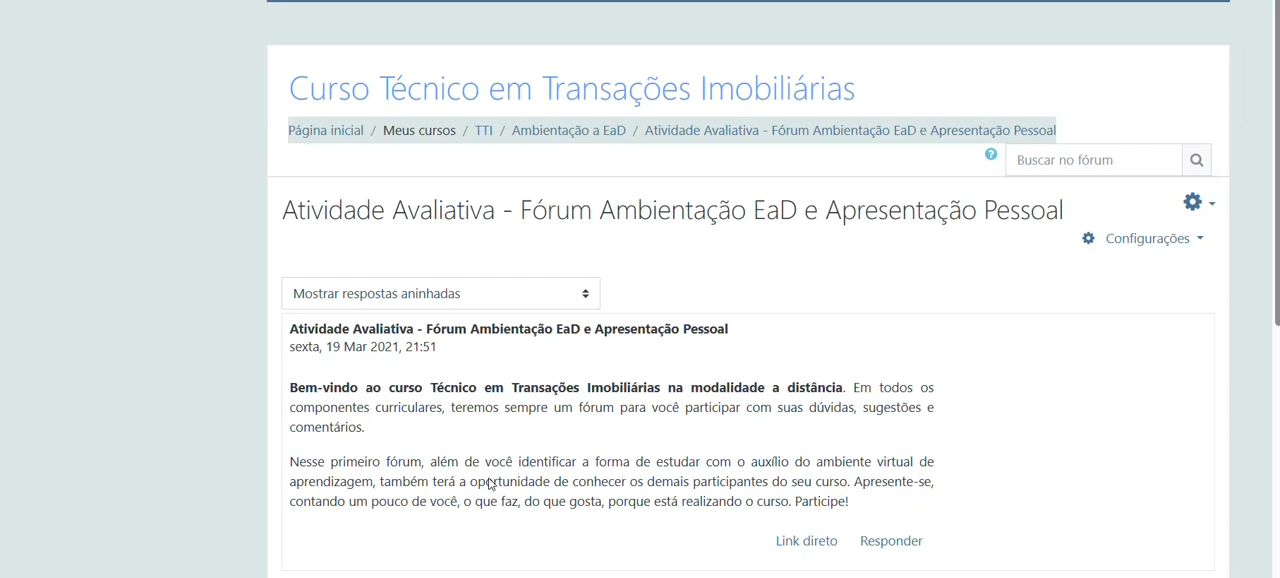 Curso Técnico em Transações Imobiliárias
Página inicial / Meus cursos / TTI / Ambientação a EaD / Atividade Avaliativa - Fórum Ambientação EaD e Apresentação Pessoal
Buscar no fórum
Atividade Avaliativa - Fórum Ambientação EaD e Apresentação Pessoal
Configurações
Mostrar respostas aninhadas
Atividade Avaliativa - Fórum Ambientação EaD e Apresentação Pessoal
sexta, 19 Mar 2021, 21:51
Bem-vindo ao curso Técnico em Transações Imobiliárias na modalidade a distância. Em todos os
componentes curriculares, teremos sempre um fórum para você participar com suas dúvidas, sugestões e
comentários.
Nesse primeiro fórum, além de você identificar a forma de estudar com o auxílio do ambiente virtual de
aprendizagem, também terá a oportunidade de conhecer os demais participantes do seu curso. Apresente-se,
contando um pouco de você, o que faz, do que gosta, porque está realizando o curso. Participe!
Link direto Responder